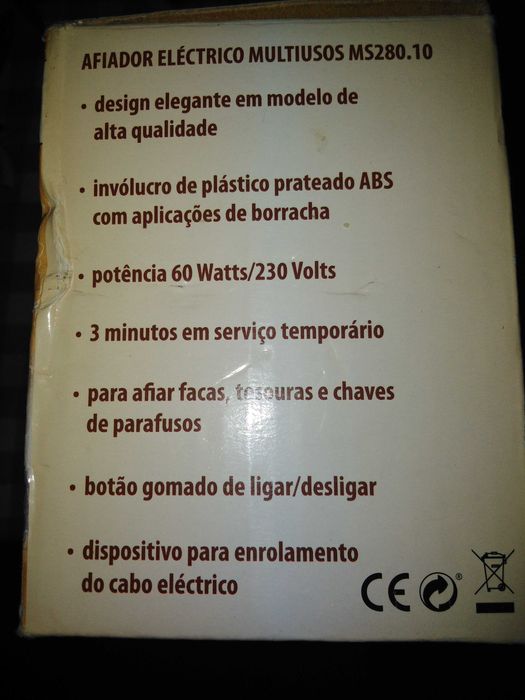 AFIADOR ELÉCTRICO MULTIUSOS MS280.10
• design elegante em modelo de
alta qualidade
• invólucro de plástico prateado ABS
com aplicações de borracha
• potência 60 Watts/230 Volts
• 3 minutos em serviço temporário
• para afiar facas, tesouras e chaves
de parafusos
• botão gomado de ligar/desligar
• dispositivo para enrolamento
do cabo eléctrico
CE ®